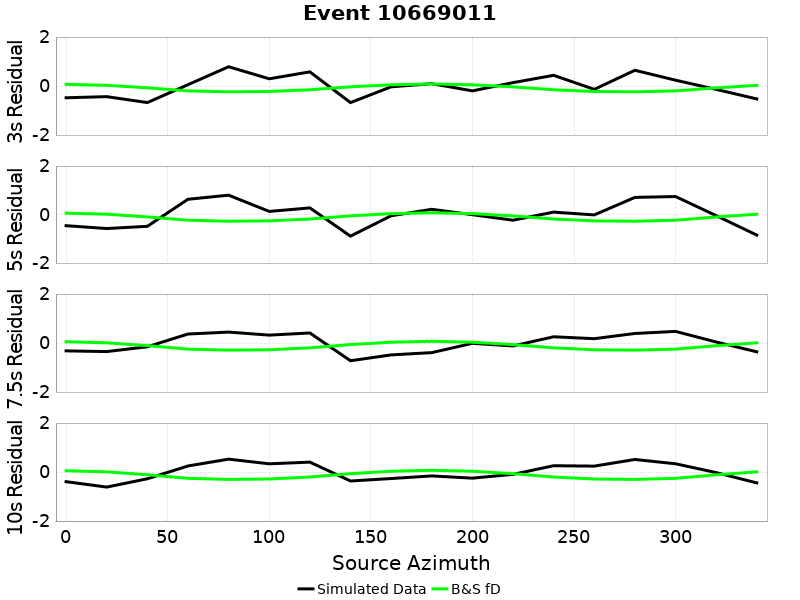 Event 10669011
3s Residual
2
0
-2
5s Residual
2
0
-2
7.5s Residual
2
0
-2
10s Residual
2
0
-2
0 50 100 150 200 250 300
Source Azimuth
Simulated Data B&S fD